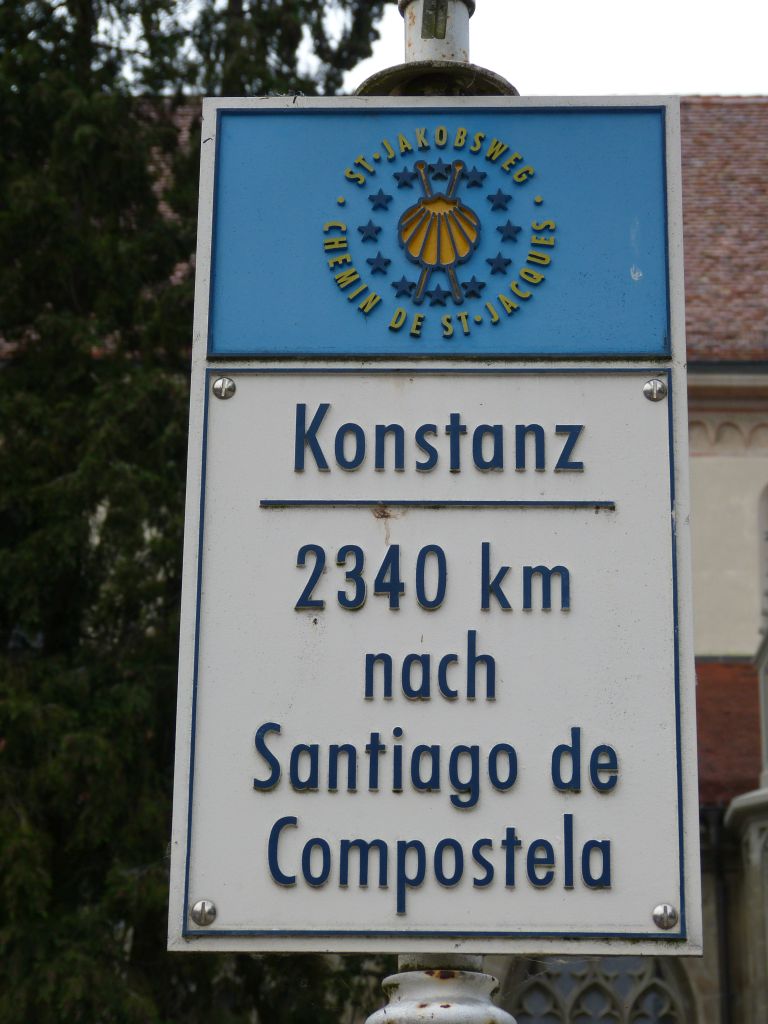 ST·JAKOBSWEG
CHEMIN DE ST·JACQUES
Konstanz
2340 km
nach
Santiago de
Compostela